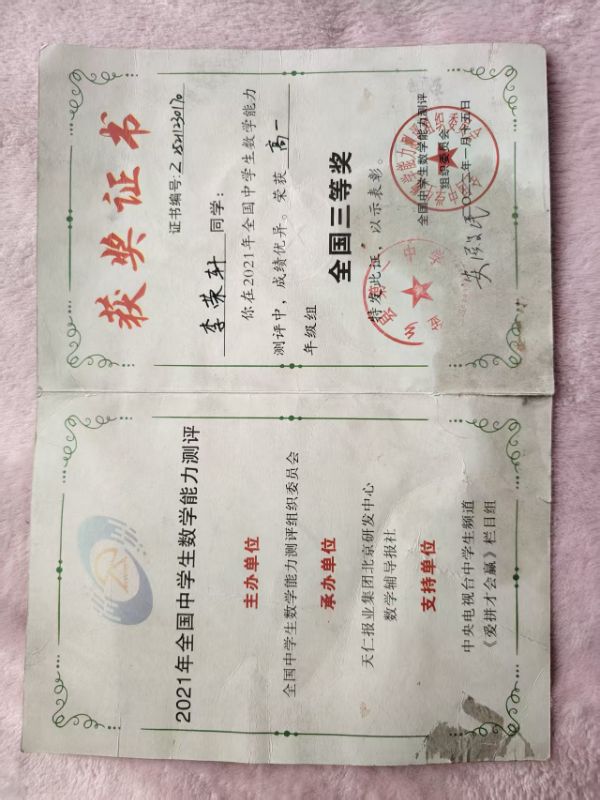 2021年全国中学生数学能力测评
主办单位
全国中学生数学能力测评组织委员会
承办单位
天仁报业集团北京研发中心
数学辅导报社
支持单位
中央电视台中学生频道
《爱拼才会赢》栏目组
获奖证书
证书编号:
李荣轩 同学:
你在2021年全国中学生数学能力
测评中,成绩优异。荣获 高一
年级组
全国三等奖
特发此证,以示表彰。
全国中学生数学能力测评
组织委员会
二〇二二年一月十五日